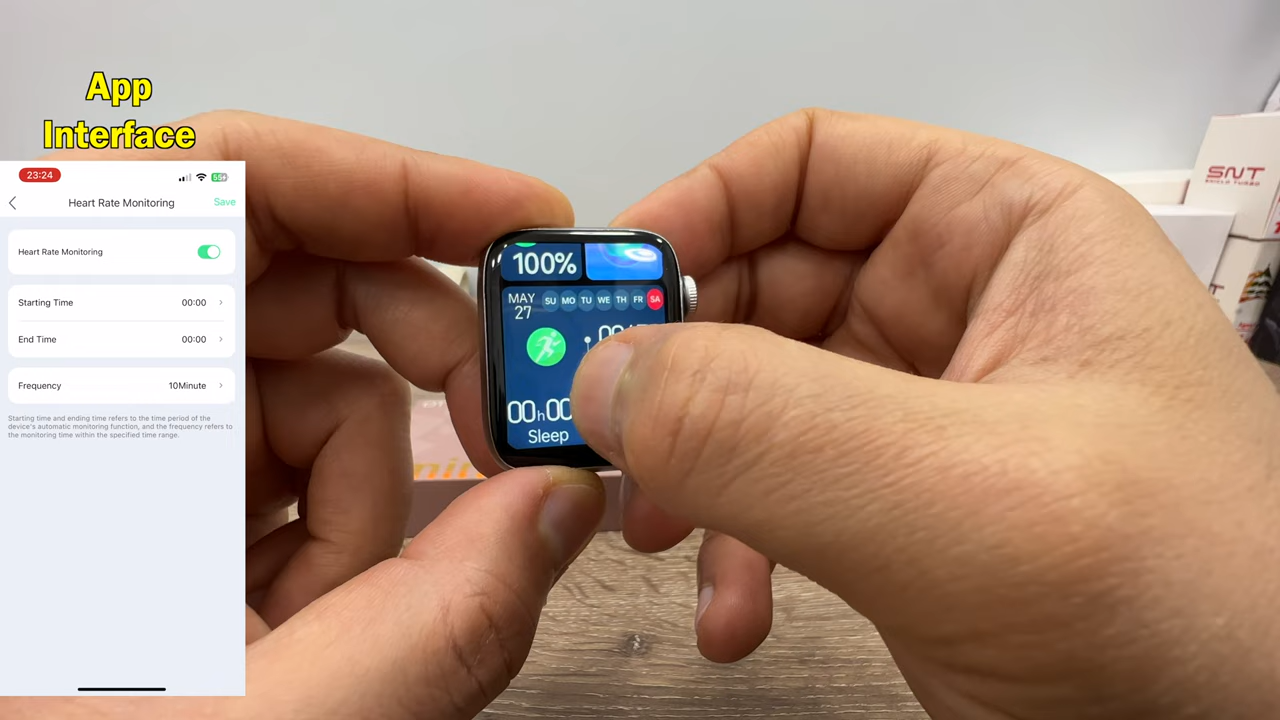 App
Interface
23:24
56
Heart Rate Monitoring
Save
Heart Rate Monitoring
Starting Time 00:00
End Time 00:00
Frequency 10Minute
Starting time and ending time refers to the time period of the
device's automatic monitoring function, and the frequency refers to
the monitoring time within the specified time range.
100%
MAY
27
SU MO TU WE TH FR SA
00h00
Sleep
SNT
SHIELD TURBO